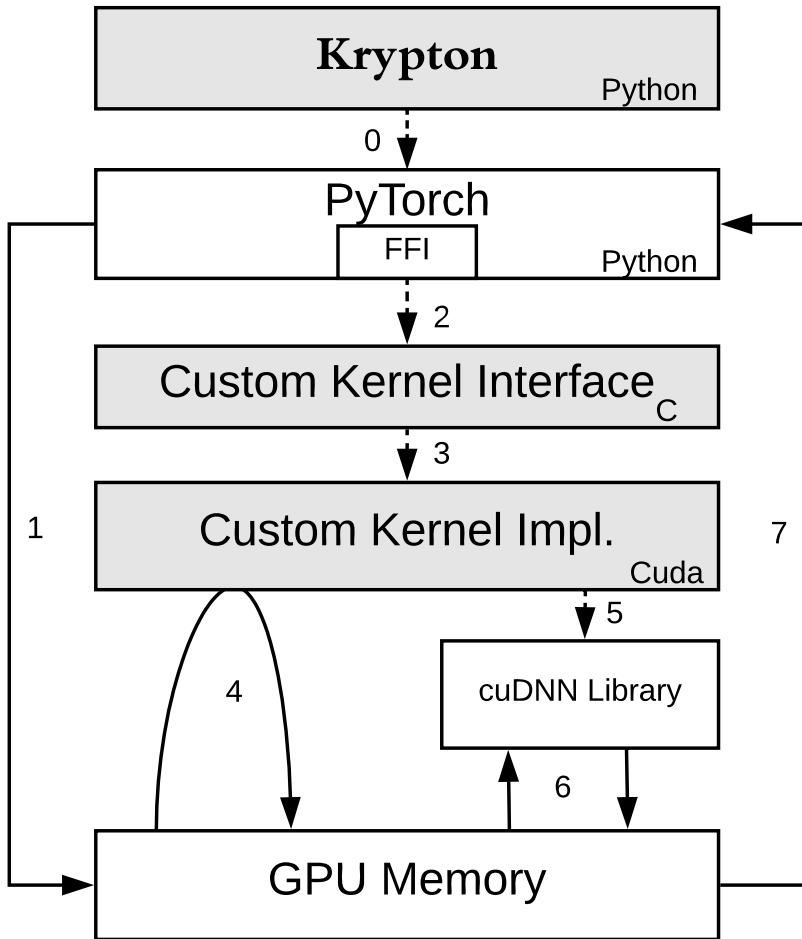 Krypton
Python
0
PyTorch
FFI
Python
2
Custom Kernel Interface
C
3
1
Custom Kernel Impl.
7
Cuda
5
4
cuDNN Library
6
GPU Memory